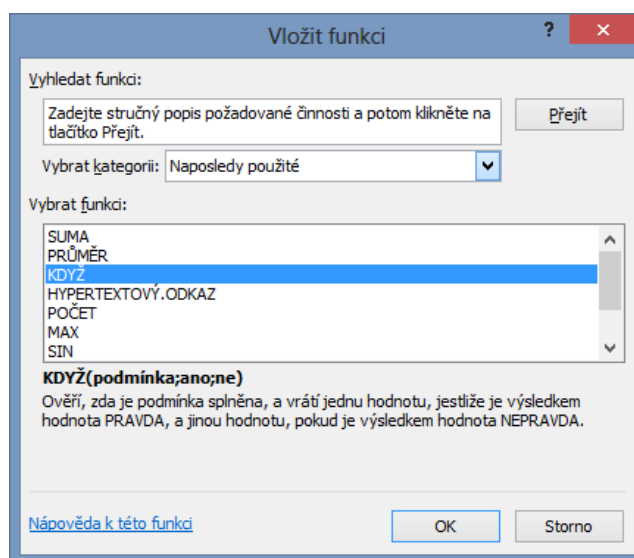 Vložit funkci
?
Vyhledat funkci:
Zadejte stručný popis požadované činnosti a potom klikněte na
tlačítko Přejít.
Přejít
Vybrat kategorii: Naposledy použité
Vybrat funkci:
SUMA
PRŮMĚR
KDYŽ
HYPERTEXTOVÝ.ODKAZ
POČET
MAX
SIN
KDYŽ(podmínka;ano;ne)
Ověří, zda je podmínka splněna, a vrátí jednu hodnotu, jestliže je výsledkem
hodnota PRAVDA, a jinou hodnotu, pokud je výsledkem hodnota NEPRAVDA.
Nápověda k této funkci
OK
Storno